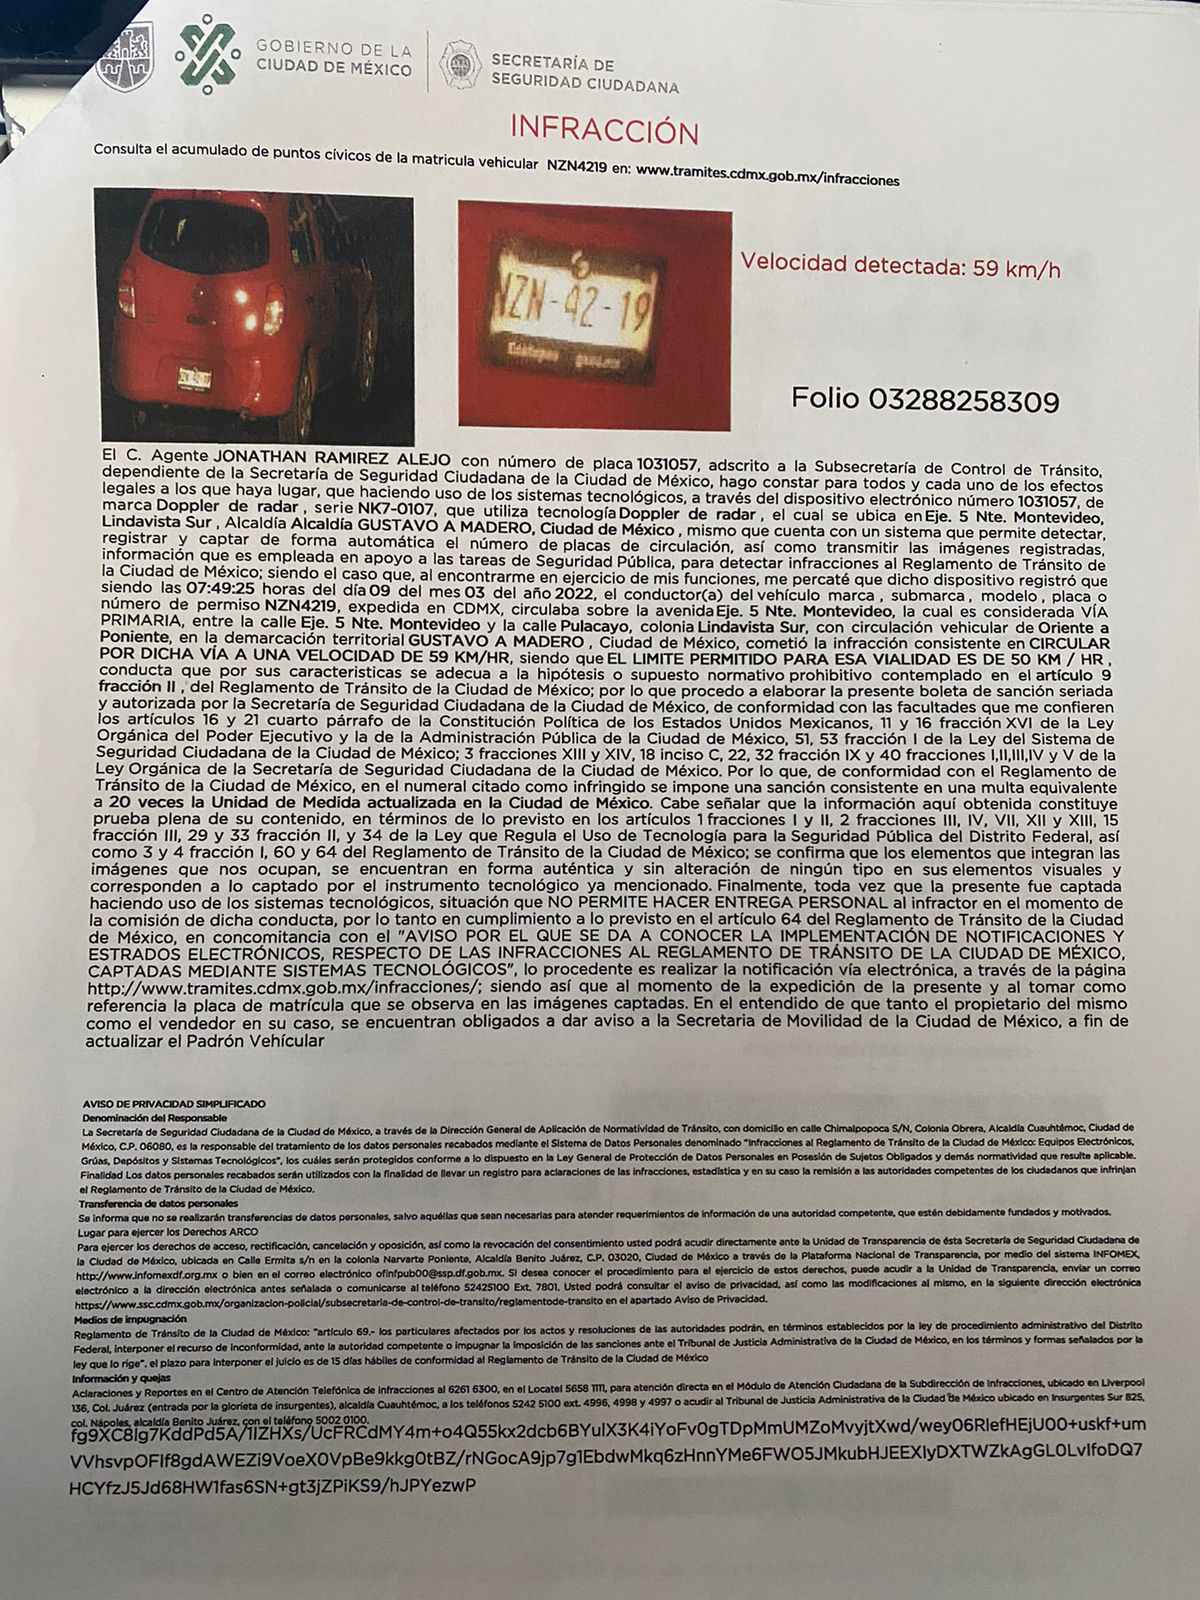 GOBIERNO DE LA
CIUDAD DE MÉXICO
SECRETARÍA DE
SEGURIDAD CIUDADANA
INFRACCIÓN
Consulta el acumulado de puntos cívicos de la matricula vehicular NZN4219 en: www.tramites.cdmx.gob.mx/infracciones
NZN-42-19
Velocidad detectada: 59 km/h
Folio 03288258309
El C. Agente JONATHAN RAMIREZ ALEJO con número de placa 1031057, adscrito a la Subsecretaría de Control de Tránsito,
dependiente de la Secretaría de Seguridad Ciudadana de la Ciudad de México, hago constar para todos y cada uno de los efectos
legales a los que haya lugar, que haciendo uso de los sistemas tecnológicos, a través del dispositivo electrónico número 1031057, de
marca Doppler de radar , serie NK7-0107, que utiliza tecnología Doppler de radar , el cual se ubica en Eje. 5 Nte. Montevideo,
Lindavista Sur , Alcaldía Alcaldía GUSTAVO A MADERO, Ciudad de México , mismo que cuenta con un sistema que permite detectar,
registrar y captar de forma automática el número de placas de circulación, así como transmitir las imágenes registradas,
información que es empleada en apoyo a las tareas de Seguridad Pública, para detectar infracciones al Reglamento de Tránsito de
la Ciudad de México; siendo el caso que, al encontrarme en ejercicio de mis funciones, me percaté que dicho dispositivo registró que
siendo las 07:49:25 horas del día 09 del mes 03 del año 2022, el conductor(a) del vehículo marca , submarca , modelo , placa o
número de permiso NZN4219, expedida en CDMX, circulaba sobre la avenida Eje. 5 Nte. Montevideo, la cual es considerada VÍA
PRIMARIA, entre la calle Eje. 5 Nte. Montevideo y la calle Pulacayo, colonia Lindavista Sur, con circulación vehicular de Oriente a
Poniente, en la demarcación territorial GUSTAVO A MADERO , Ciudad de México, cometió la infracción consistente en CIRCULAR
POR DICHA VÍA A UNA VELOCIDAD DE 59 KM/HR, siendo que EL LIMITE PERMITIDO PARA ESA VIALIDAD ES DE 50 KM / HR ,
conducta que por sus caracteristicas se adecua a la hipótesis o supuesto normativo prohibitivo contemplado en el artículo 9
fracción II , del Reglamento de Tránsito de la Ciudad de México; por lo que procedo a elaborar la presente boleta de sanción seriada
y autorizada por la Secretaría de Seguridad Ciudadana de la Ciudad de México, de conformidad con las facultades que me confieren
los artículos 16 y 21 cuarto párrafo de la Constitución Política de los Estados Unidos Mexicanos, 11 y 16 fracción XVI de la Ley
Orgánica del Poder Ejecutivo y la de la Administración Pública de la Ciudad de México, 51, 53 fracción I de la Ley del Sistema de
Seguridad Ciudadana de la Ciudad de México; 3 fracciones XIII y XIV, 18 inciso C, 22, 32 fracción IX y 40 fracciones I,II,III,IV y V de la
Ley Orgánica de la Secretaría de Seguridad Ciudadana de la Ciudad de México. Por lo que, de conformidad con el Reglamento de
Tránsito de la Ciudad de México, en el numeral citado como infringido se impone una sanción consistente en una multa equivalente
a 20 veces la Unidad de Medida actualizada en la Ciudad de México. Cabe señalar que la información aquí obtenida constituye
prueba plena de su contenido, en términos de lo previsto en los artículos 1 fracciones I y II, 2 fracciones III, IV, VII, XII y XIII, 15
fracción III, 29 y 33 fracción II, y 34 de la Ley que Regula el Uso de Tecnología para la Seguridad Pública del Distrito Federal, así
como 3 y 4 fracción I, 60 y 64 del Reglamento de Tránsito de la Ciudad de México; se confirma que los elementos que integran las
imágenes que nos ocupan, se encuentran en forma auténtica y sin alteración de ningún tipo en sus elementos visuales y
corresponden a lo captado por el instrumento tecnológico ya mencionado. Finalmente, toda vez que la presente fue captada
haciendo uso de los sistemas tecnológicos, situación que NO PERMITE HACER ENTREGA PERSONAL al infractor en el momento de
la comisión de dicha conducta, por lo tanto en cumplimiento a lo previsto en el artículo 64 del Reglamento de Tránsito de la Ciudad
de México, en concomitancia con el "AVISO POR EL QUE SE DA A CONOCER LA IMPLEMENTACIÓN DE NOTIFICACIONES Y
ESTRADOS ELECTRÓNICOS, RESPECTO DE LAS INFRACCIONES AL REGLAMENTO DE TRÁNSITO DE LA CIUDAD DE MÉXICO,
CAPTADAS MEDIANTE SISTEMAS TECNOLÓGICOS", lo procedente es realizar la notificación vía electrónica, a través de la página
http://www.tramites.cdmx.gob.mx/infracciones/; siendo así que al momento de la expedición de la presente y al tomar como
referencia la placa de matrícula que se observa en las imágenes captadas. En el entendido de que tanto el propietario del mismo
como el vendedor en su caso, se encuentran obligados a dar aviso a la Secretaria de Movilidad de la Ciudad de México, a fin de
actualizar el Padrón Vehícular
AVISO DE PRIVACIDAD SIMPLIFICADO
Denominación del Responsable
La Secretaría de Seguridad Ciudadana de la Ciudad de México, a través de la Dirección General de Aplicación de Normatividad de Tránsito, con domicilio en calle Chimalpopoca S/N, Colonia Obrera, Alcaldía Cuauhtémoc, Ciudad de
México, C.P. 06080, es la responsable del tratamiento de los datos personales recabados mediante el Sistema de Datos Personales denominado "Infracciones al Reglamento de Tránsito de la Ciudad de México: Equipos Electrónicos,
Grúas, Depósitos y Sistemas Tecnológicos", los cuáles serán protegidos conforme a lo dispuesto en la Ley General de Protección de Datos Personales en Posesión de Sujetos Obligados y demás normatividad que resulte aplicable.
Finalidad Los datos personales recabados serán utilizados con la finalidad de llevar un registro para aclaraciones de las infracciones, estadística y en su caso la remisión a las autoridades competentes de los ciudadanos que infrinjan
el Reglamento de Tránsito de la Ciudad de México.
Transferencia de datos personales
Se informa que no se realizarán transferencias de datos personales, salvo aquéllas que sean necesarias para atender requerimientos de información de una autoridad competente, que estén debidamente fundados y motivados.
Lugar para ejercer los Derechos ARCO
Para ejercer los derechos de acceso, rectificación, cancelación y oposición, así como la revocación del consentimiento usted podrá acudir directamente ante la Unidad de Transparencia de ésta Secretaría de Seguridad Ciudadana de
la Ciudad de México, ubicada en Calle Ermita s/n en la colonia Narvarte Poniente, Alcaldía Benito Juárez, C.P. 03020, Ciudad de México a través de la Plataforma Nacional de Transparencia, por medio del sistema INFOMEX,
http://www.infomexdf.org.mx o bien en el correo electrónico ofinfpub00@ssp.df.gob.mx. Si desea conocer el procedimiento para el ejercicio de estos derechos, puede acudir a la Unidad de Transparencia, enviar un correo
electrónico a la dirección electrónica antes señalada o comunicarse al teléfono 52425100 Ext. 7801. Usted podrá consultar el aviso de privacidad, así como las modificaciones al mismo, en la siguiente dirección electrónica
https://www.ssc.cdmx.gob.mx/organizacion-policial/subsecretaria-de-control-de-transito/reglamentode-transito en el apartado Aviso de Privacidad.
Medios de impugnación
Reglamento de Tránsito de la Ciudad de México: "artículo 69.- los particulares afectados por los actos y resoluciones de las autoridades podrán, en términos establecidos por la ley de procedimiento administrativo del Distrito
Federal, interponer el recurso de inconformidad, ante la autoridad competente o impugnar la imposición de las sanciones ante el Tribunal de Justicia Administrativa de la Ciudad de México, en los términos y formas señalados por la
ley que lo rige", el plazo para interponer el juicio es de 15 días hábiles de conformidad al Reglamento de Tránsito de la Ciudad de México
Información y quejas
Aclaraciones y Reportes en el Centro de Atención Telefónica de Infracciones al 6261 6300, en el Locatel 5658 1111, para atención directa en el Módulo de Atención Ciudadana de la Subdirección de Infracciones, ubicado en Liverpool
136, Col. Juárez (entrada por la glorieta de insurgentes), alcaldía Cuauhtémoc, a los teléfonos 5242 5100 ext. 4996, 4998 y 4997 o acudir al Tribunal de Justicia Administrativa de la Ciudad de México ubicado en Insurgentes Sur 825,
col. Nápoles, alcaldía Benito Juárez, con el teléfono 5002 0100.
fg9XC8Ig7KddPd5A/1IZHXs/UcFRCdMY4m+o4Q55kx2dcb6BYulX3K4iYoFv0gTDpMmUMZoMvyjtXwd/wey06RlefHEjU00+uskf+um
VVhsvpOFIf8gdAWEZi9VoeX0VpBe9kkg0tBZ/rNGocA9jp7g1EbdwMkq6zHnnYMe6FWO5JMkubHJEEXIyDXTWZkAgGL0LvIfoDQ7
HCYfzJ5Jd68HW1fas6SN+gt3jZPiKS9/hJPYezwP